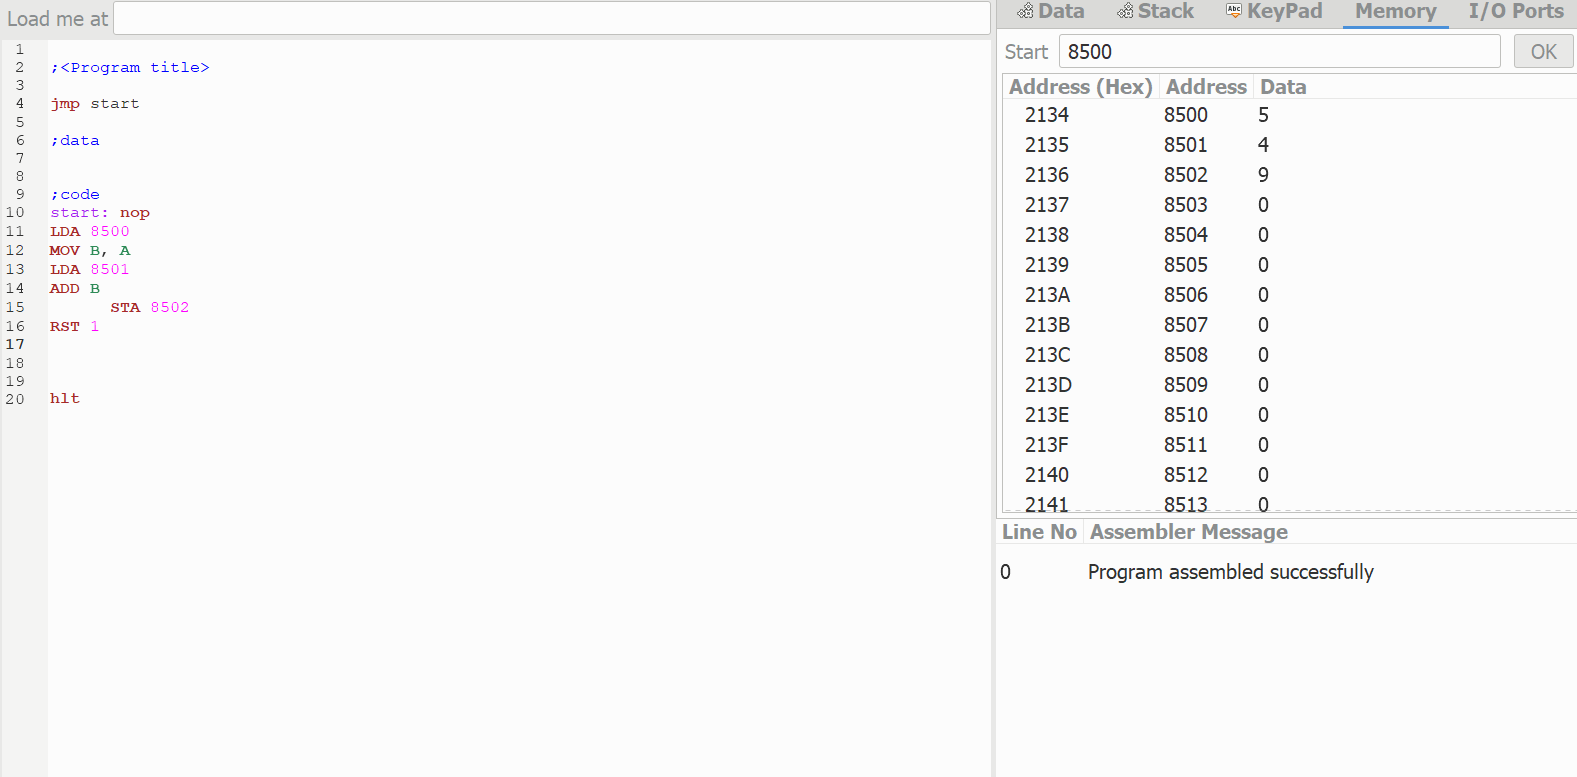 Load me at
1
2 ;<Program title>
3
4 jmp start
5
6 ;data
7
8
9 ;code
10 start: nop
11 LDA 8500
12 MOV B, A
13 LDA 8501
14 ADD B
15 STA 8502
16 RST 1
17
18
19
20 hlt
Data Stack Abc KeyPad Memory I/O Ports
Start 8500 OK
Address (Hex) Address Data
2134 8500 5
2135 8501 4
2136 8502 9
2137 8503 0
2138 8504 0
2139 8505 0
213A 8506 0
213B 8507 0
213C 8508 0
213D 8509 0
213E 8510 0
213F 8511 0
2140 8512 0
2141 8513 0
Line No Assembler Message
0 Program assembled successfully